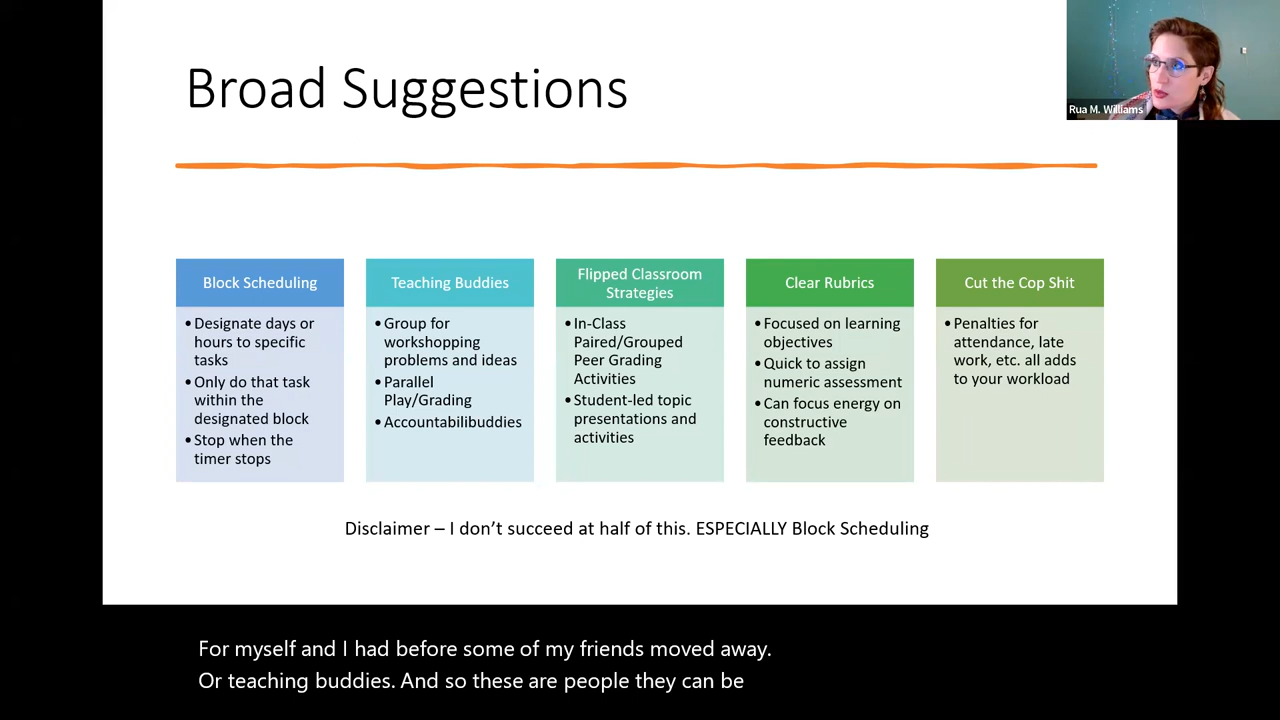 Broad Suggestions
Rua M. Williams
Block Scheduling
•Designate days or
hours to specific
tasks
•Only do that task
within the
designated block
•Stop when the
timer stops
Teaching Buddies
•Group for
workshopping
problems and ideas
•Parallel
Play/Grading
•Accountabilibuddies
Flipped Classroom
Strategies
•In-Class
Paired/Grouped
Peer Grading
Activities
•Student-led topic
presentations and
activities
Clear Rubrics
•Focused on learning
objectives
•Quick to assign
numeric assessment
•Can focus energy on
constructive
feedback
Cut the Cop Shit
•Penalties for
attendance, late
work, etc. all adds
to your workload
Disclaimer – I don’t succeed at half of this. ESPECIALLY Block Scheduling
For myself and I had before some of my friends moved away.
Or teaching buddies. And so these are people they can be